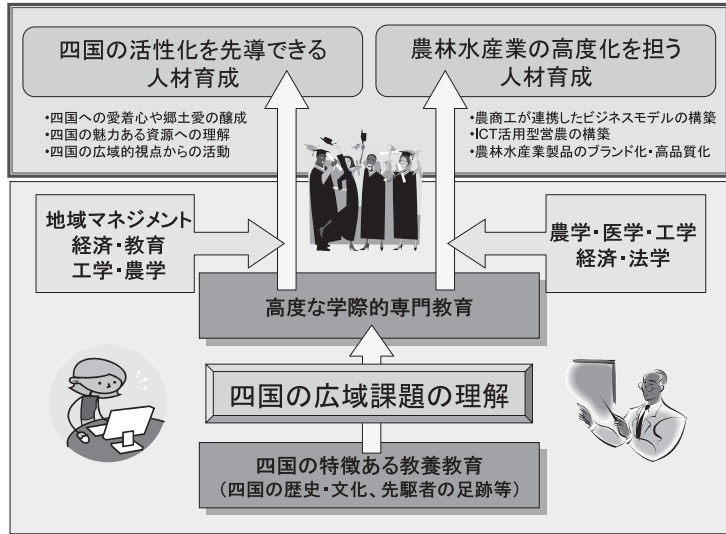 四国の活性化を先導できる
人材育成
・四国への愛着心や郷土愛の醸成
・四国の魅力ある資源への理解
・四国の広域的視点からの活動
農林水産業の高度化を担う
人材育成
・農商工が連携したビジネスモデルの構築
・ICT活用型営農の構築
・農林水産業製品のブランド化・高品質化
地域マネジメント
経済・教育
工学・農学
農学・医学・工学
経済・法学
高度な学際的専門教育
四国の広域課題の理解
四国の特徴ある教養教育
（四国の歴史・文化、先駆者の足跡等）